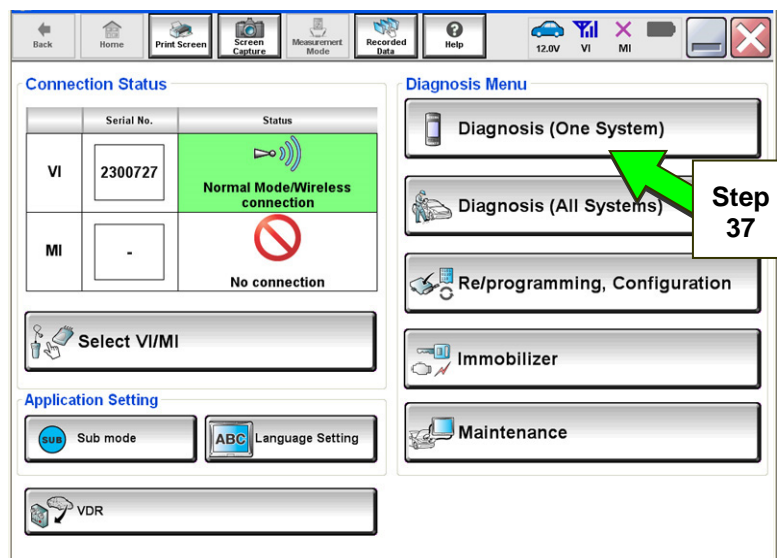 Back
Home
Print Screen
Screen
Capture
Measurement
Mode
Recorded
Data
?
Help
12.0V
VI
MI
Connection Status
Serial No.
Status
VI
2300727
Normal Mode/Wireless
connection
MI
-
No connection
Select VI/MI
Application Setting
SUB
Sub mode
ABC
Language Setting
VDR
Diagnosis Menu
Diagnosis (One System)
Diagnosis (All Systems)
Re/programming, Configuration
Immobilizer
Maintenance
Step
37